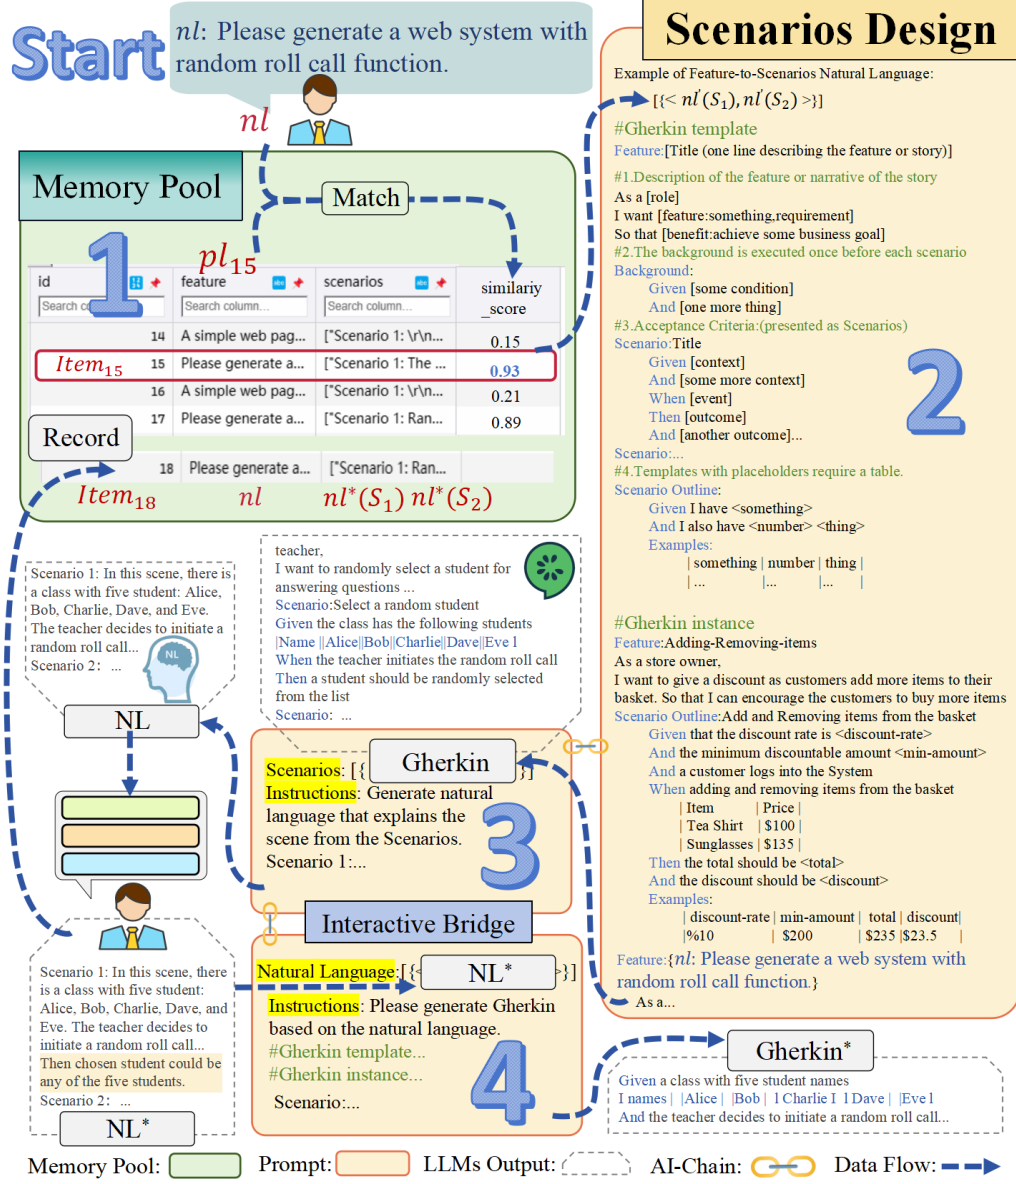 Start
nl: Please generate a web system with
random roll call function.
nl
Memory Pool
1
Match
pl15
id
feature
scenarios
similariy
_score
Search co
Search column...
Search column...
14 A simple web pag... ["Scenario 1: \r\n... 0.15
Item15 15 Please generate a... ["Scenario 1: The ... 0.93
16 A simple web pag... ["Scenario 1: \r\n... 0.21
17 Please generate a... ["Scenario 1: Ran... 0.89
Record
18 Please generate a... ["Scenario 1: Ran...
Item18 nl nl*(S1) nl*(S2)
Scenario 1: In this scene, there is
a class with five student: Alice,
Bob, Charlie, Dave, and Eve.
The teacher decides to initiate a
random roll call...
Scenario 2: ...
NL
NL
teacher,
I want to randomly select a student for
answering questions ...
Scenario:Select a random student
Given the class has the following students
|Name ||Alice||Bob||Charlie||Dave||Eve l
When the teacher initiates the random roll call
Then a student should be randomly selected
from the list
Scenario: ...
Gherkin
Scenarios: [{ }]
Instructions: Generate natural
language that explains the
scene from the Scenarios.
Scenario 1:...
3
Interactive Bridge
Natural Language:[{< NL* >}]
Instructions: Please generate Gherkin
based on the natural language.
#Gherkin template...
#Gherkin instance...
Scenario:...
4
Scenario 1: In this scene, there
is a class with five student:
Alice, Bob, Charlie, Dave, and
Eve. The teacher decides to
initiate a random roll call...
Then chosen student could be
any of the five students.
Scenario 2: ...
NL*
Scenarios Design
Example of Feature-to-Scenarios Natural Language:
[{< nl'(S1), nl'(S2) >}]
#Gherkin template
Feature:[Title (one line describing the feature or story)]
#1.Description of the feature or narrative of the story
As a [role]
I want [feature:something,requirement]
So that [benefit:achieve some business goal]
#2.The background is executed once before each scenario
Background:
Given [some condition]
And [one more thing]
#3.Acceptance Criteria:(presented as Scenarios)
Scenario:Title
Given [context]
And [some more context]
When [event]
Then [outcome]
And [another outcome]...
Scenario:...
2
#4.Templates with placeholders require a table.
Scenario Outline:
Given I have <something>
And I also have <number> <thing>
Examples:
| something | number | thing |
| ... |... |... |
#Gherkin instance
Feature:Adding-Removing-items
As a store owner,
I want to give a discount as customers add more items to their
basket. So that I can encourage the customers to buy more items
Scenario Outline:Add and Removing items from the basket
Given that the discount rate is <discount-rate>
And the minimum discountable amount <min-amount>
And a customer logs into the System
When adding and removing items from the basket
| Item | Price |
| Tea Shirt | $100 |
| Sunglasses | $135 |
Then the total should be <total>
And the discount should be <discount>
Examples:
| discount-rate | min-amount | total | discount|
|%10 | $200 | $235 |$23.5 |
Feature:{nl: Please generate a web system with
random roll call function.}
As a...
Gherkin*
Given a class with five student names
I names | |Alice | |Bob | l Charlie I l Dave | |Eve l
And the teacher decides to initiate a random roll call...
Memory Pool:
Prompt:
LLMs Output:
AI-Chain:
Data Flow: